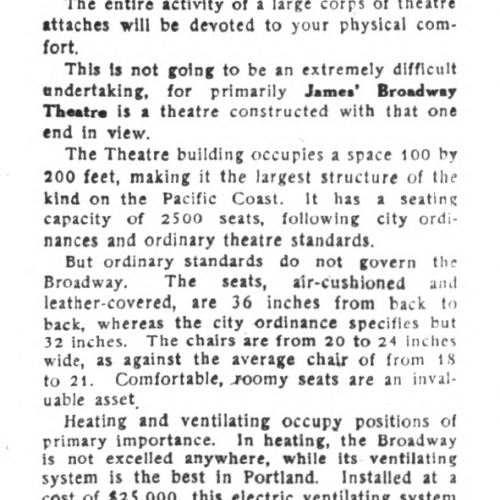 The entire activity of a large corps of theatre
attaches will be devoted to your physical com-
fort.
This is not going to be an extremely difficult
undertaking, for primarily James' Broadway
Theatre is a theatre constructed with that one
end in view.
The Theatre building occupies a space 100 by
200 feet, making it the largest structure of the
kind on the Pacific Coast. It has a seating
capacity of 2500 seats, following city ordi-
nances and ordinary theatre standards.
But ordinary standards do not govern the
Broadway. The seats, air-cushioned and
leather-covered, are 36 inches from back to
back, whereas the city ordinance specifies but
32 inches. The chairs are from 20 to 24 inches
wide, as against the average chair of from 18
to 21. Comfortable, roomy seats are an inval-
uable asset.
Heating and ventilating occupy positions of
primary importance. In heating, the Broadway
is not excelled anywhere, while its ventilating
system is the best in Portland. Installed at a
cost of $25,000, this electric ventilating system